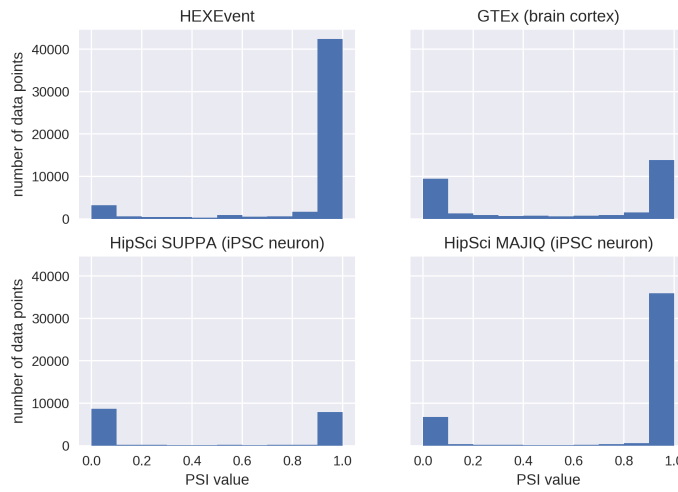 HEXEvent
GTEx (brain cortex)
number of data points
40000
30000
20000
10000
0
HipSci SUPPA (iPSC neuron)
HipSci MAJIQ (iPSC neuron)
number of data points
40000
30000
20000
10000
0
0.0 0.2 0.4 0.6 0.8 1.0
PSI value
0.0 0.2 0.4 0.6 0.8 1.0
PSI value